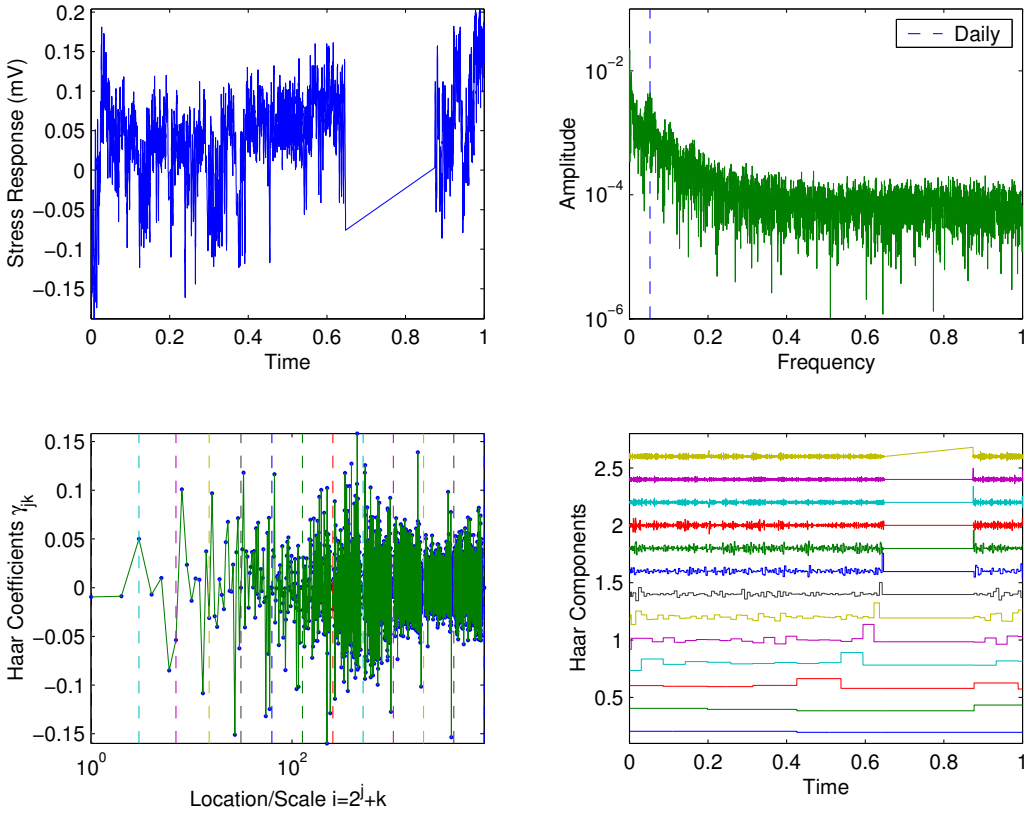 0.2
0.15
0.1
0.05
0
−0.05
−0.1
−0.15
Stress Response (mV)
0 0.2 0.4 0.6 0.8 1
Time
Daily
10^−2
10^−4
10^−6
Amplitude
0 0.2 0.4 0.6 0.8 1
Frequency
0.15
0.1
0.05
0
−0.05
−0.1
−0.15
Haar Coefficients γ_jk
10^0 10^2
Location/Scale i=2^j+k
2.5
2
1.5
1
0.5
Haar Components
0 0.2 0.4 0.6 0.8 1
Time